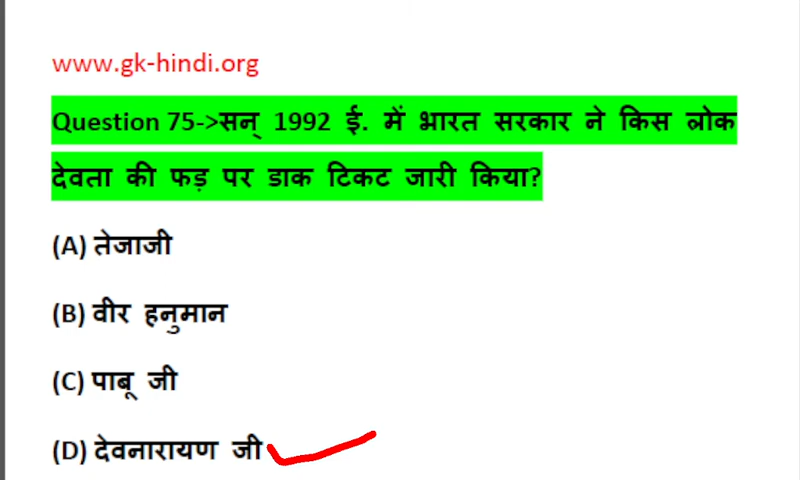 www.gk-hindi.org
Question 75->सन् 1992 ई. में भारत सरकार ने किस लोक
देवता की फड़ पर डाक टिकट जारी किया?
(A) तेजाजी
(B) वीर हनुमान
(C) पाबू जी
(D) देवनारायण जी